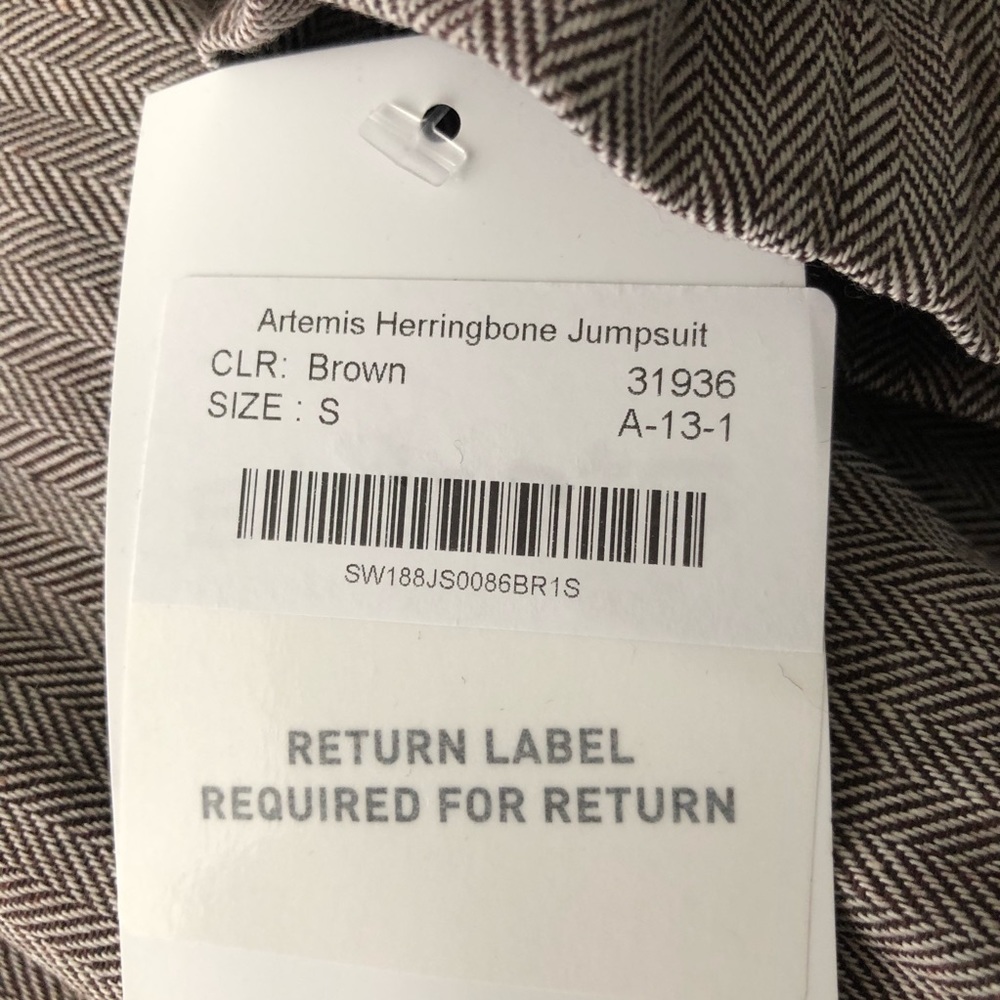 Artemis Herringbone Jumpsuit
CLR: Brown 31936
SIZE : S A-13-1
SW188JS0086BR1S
RETURN LABEL
REQUIRED FOR RETURN